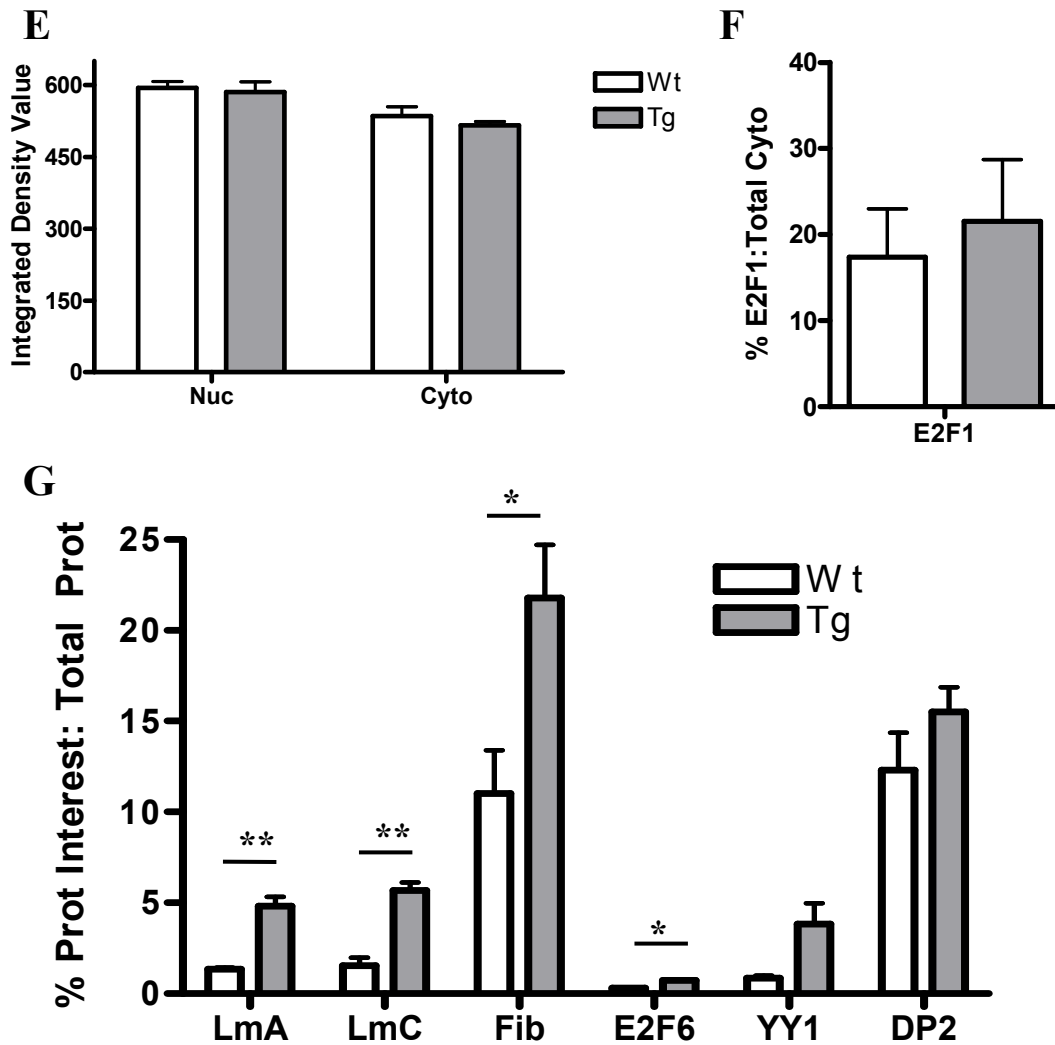 E
Integrated Density Value
600
450
300
150
0
Nuc
Cyto
Wt
Tg
F
% E2F1:Total Cyto
40
30
20
10
0
E2F1
G
% Prot Interest: Total Prot
25
20
15
10
5
0
**
**
*
*
W t
Tg
LmA
LmC
Fib
E2F6
YY1
DP2